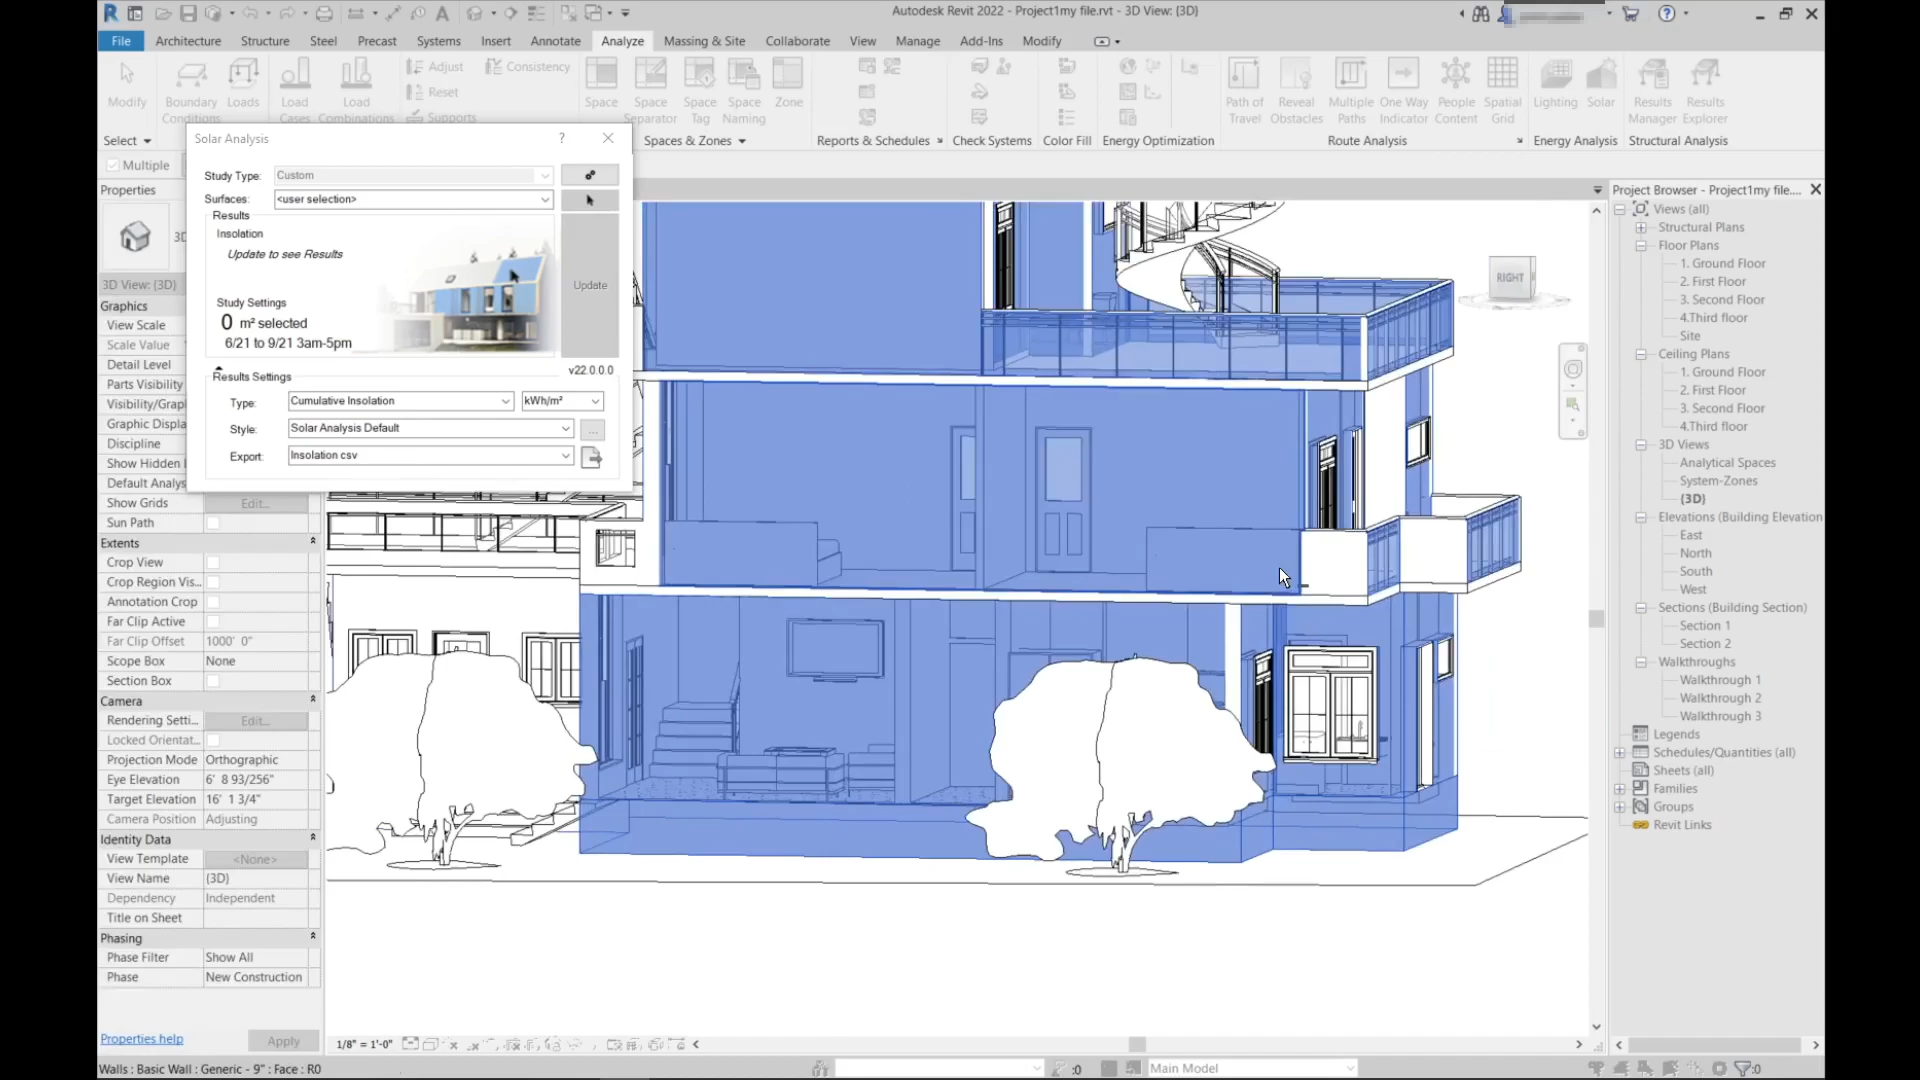 Autodesk Revit 2022 - Project1my file.rvt - 3D View: {3D}
File Architecture Structure Steel Precast Systems Insert Annotate Analyze Massing & Site Collaborate View Manage Add-Ins Modify
Modify
Boundary Conditions
Loads
Load Cases
Load Combinations
Adjust
Reset
Supports
Consistency
Space
Space Separator
Space Tag
Space Naming
Zone
Path of Travel
Reveal Obstacles
Multiple Paths
One Way Indicator
People Content
Spatial Grid
Lighting
Solar
Results Manager
Results Explorer
Select
Spaces & Zones
Reports & Schedules
Check Systems
Color Fill
Energy Optimization
Route Analysis
Energy Analysis
Structural Analysis
Multiple
Solar Analysis
?
Study Type: Custom
Surfaces: <user selection>
Results
Insolation
Update to see Results
Study Settings
0 m² selected
6/21 to 9/21 3am-5pm
Update
v22.0.0.0
Results Settings
Type: Cumulative Insolation kWh/m²
Style: Solar Analysis Default ...
Export: Insolation csv
Properties
3D
3D View: {3D}
Graphics
View Scale
Scale Value
Detail Level
Parts Visibility
Visibility/Grap
Graphic Displa
Discipline
Show Hidden
Default Analys
Show Grids Edit...
Sun Path
Extents
Crop View
Crop Region Vis...
Annotation Crop
Far Clip Active
Far Clip Offset 1000' 0"
Scope Box None
Section Box
Camera
Rendering Setti... Edit...
Locked Orientat...
Projection Mode Orthographic
Eye Elevation 6' 8 93/256"
Target Elevation 16' 1 3/4"
Camera Position Adjusting
Identity Data
View Template <None>
View Name {3D}
Dependency Independent
Title on Sheet
Phasing
Phase Filter Show All
Phase New Construction
Properties help
Apply
RIGHT
Project Browser - Project1my file....
Views (all)
Structural Plans
Floor Plans
1. Ground Floor
2. First Floor
3. Second Floor
4.Third floor
Site
Ceiling Plans
1. Ground Floor
2. First Floor
3. Second Floor
4.Third floor
3D Views
Analytical Spaces
System-Zones
{3D}
Elevations (Building Elevation
East
North
South
West
Sections (Building Section)
Section 1
Section 2
Walkthroughs
Walkthrough 1
Walkthrough 2
Walkthrough 3
Legends
Schedules/Quantities (all)
Sheets (all)
Families
Groups
Revit Links
1/8" = 1'-0"
Walls : Basic Wall : Generic - 9" : Face : R0
:0
Main Model
:0